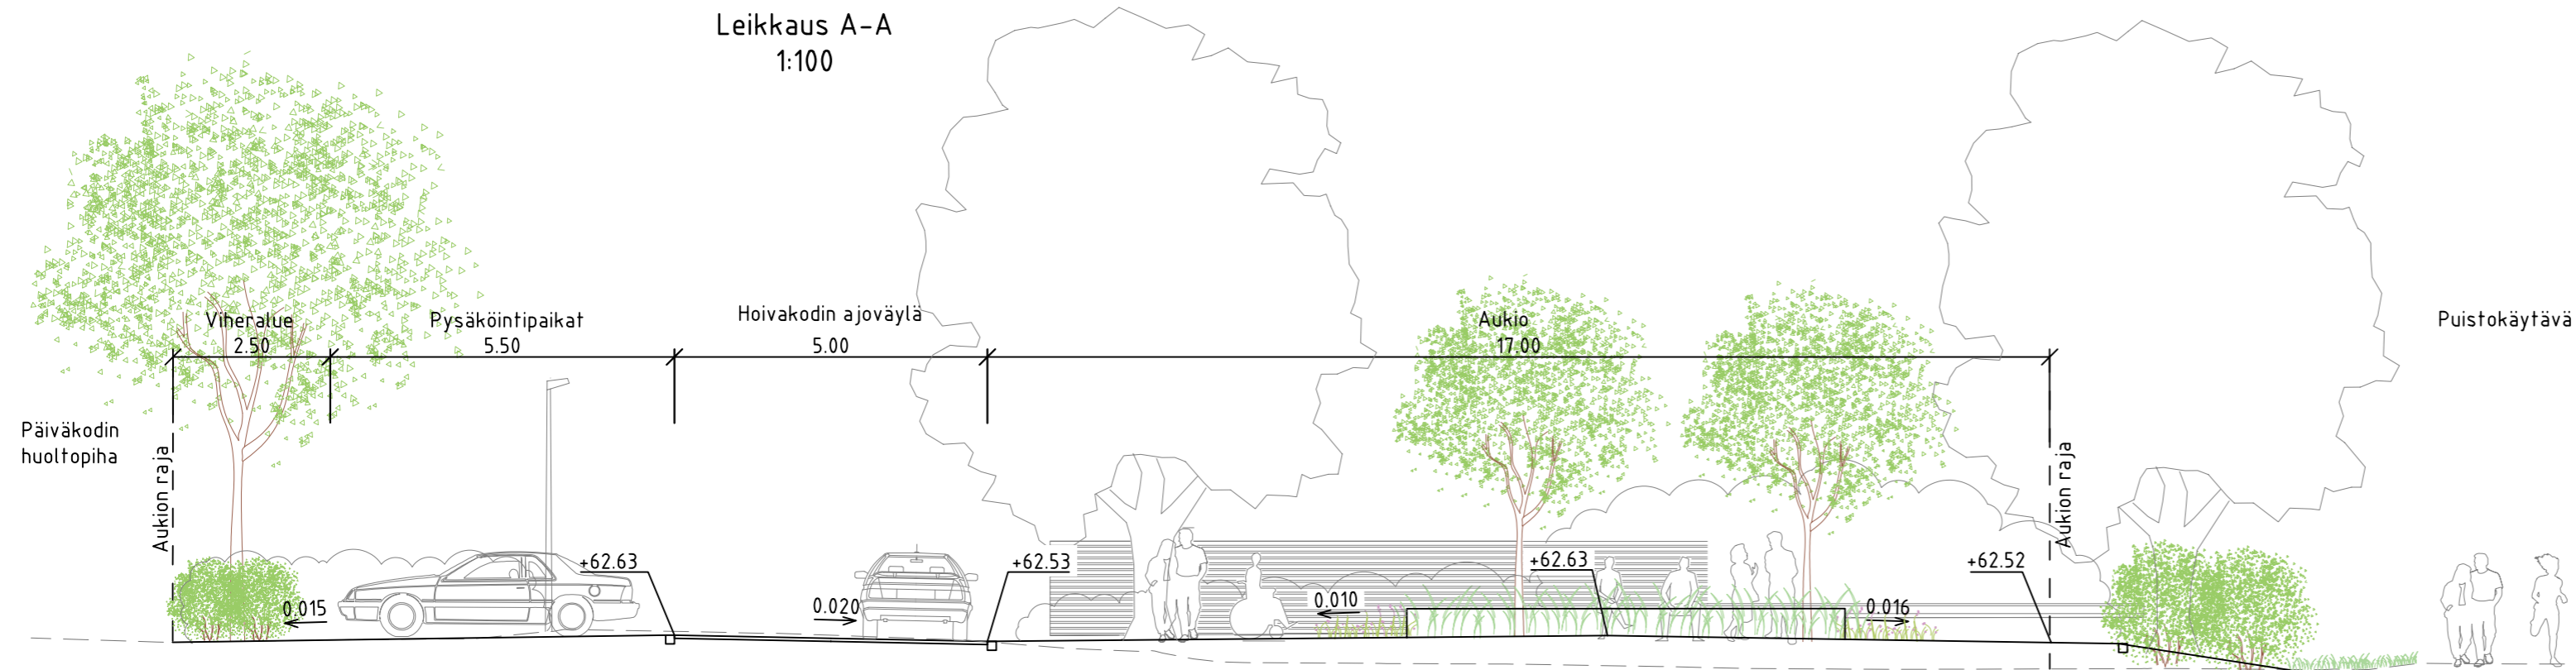 Leikkaus A-A
1:100
Viheralue
2.50
Pysäköintipaikat
5.50
Hoivakodin ajoväylä
5.00
Aukio
17.00
Puistokäytävä
Päiväkodin
huoltopiha
Aukion raja
Aukion raja
+62.63
+62.53
+62.63
+62.52
0.015
0.020
0.010
0.016